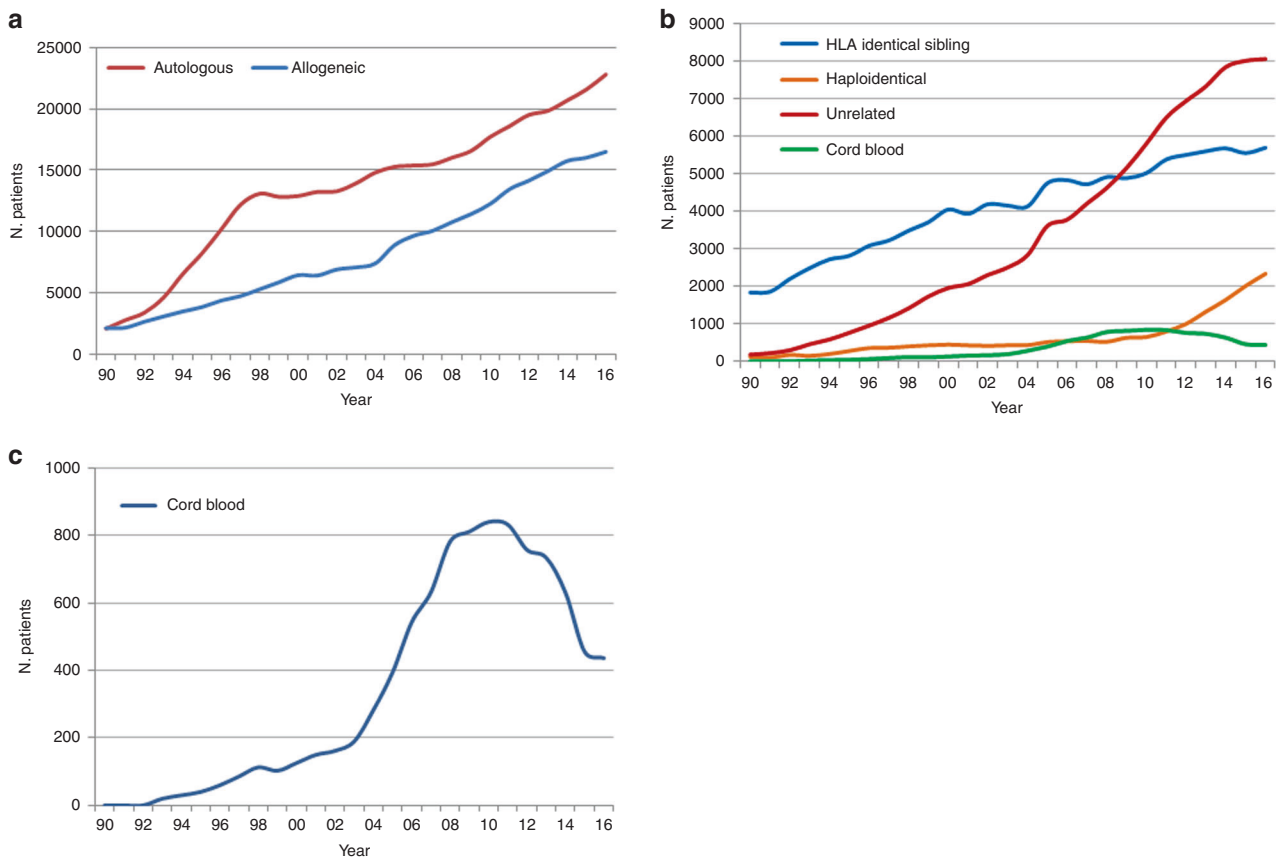 a
25000
20000
15000
10000
5000
0
N. patients
Autologous
Allogeneic
90 92 94 96 98 00 02 04 06 08 10 12 14 16
Year
b
9000
8000
7000
6000
5000
4000
3000
2000
1000
0
N. patients
HLA identical sibling
Haploidentical
Unrelated
Cord blood
90 92 94 96 98 00 02 04 06 08 10 12 14 16
Year
c
1000
800
600
400
200
0
N. patients
Cord blood
90 92 94 96 98 00 02 04 06 08 10 12 14 16
Year